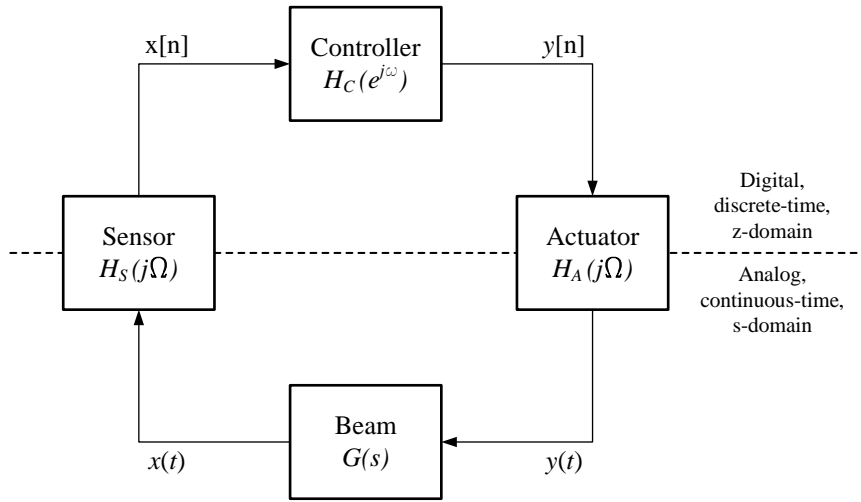 x[n]
Controller
H_C(e^{jω})
y[n]
Sensor
H_S(jΩ)
Actuator
H_A(jΩ)
Digital,
discrete-time,
z-domain
Analog,
continuous-time,
s-domain
x(t)
Beam
G(s)
y(t)